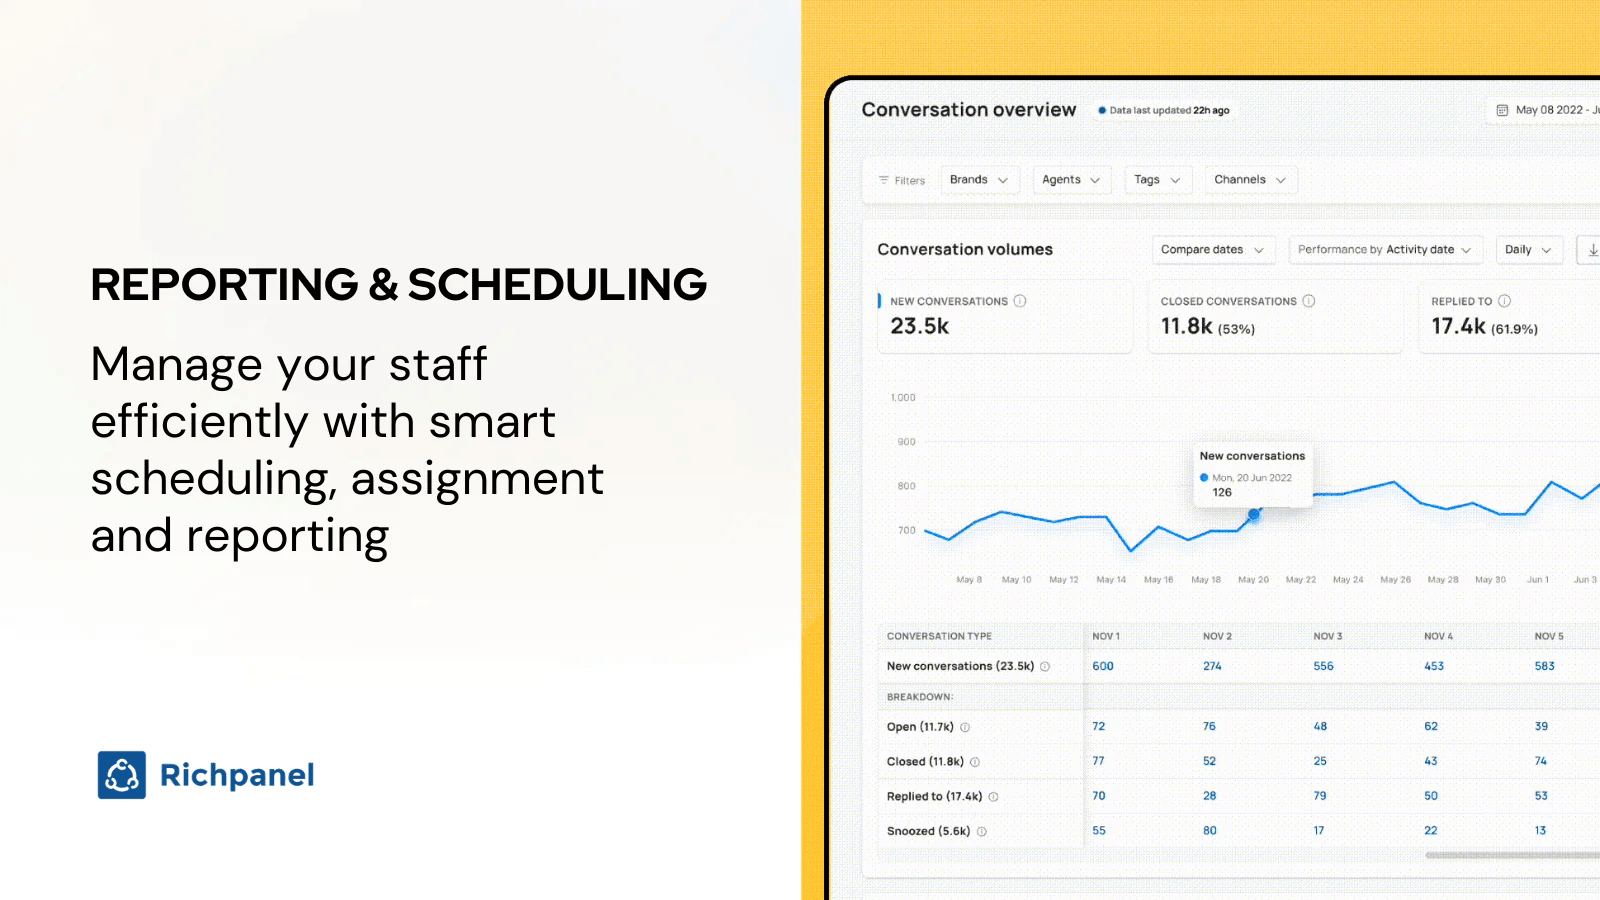 REPORTING & SCHEDULING
Manage your staff
efficiently with smart
scheduling, assignment
and reporting
Richpanel
Conversation overview
Data last updated 22h ago
May 08 2022 - Ju
Filters
Brands
Agents
Tags
Channels
Conversation volumes
Compare dates
Performance by Activity date
Daily
NEW CONVERSATIONS
23.5k
CLOSED CONVERSATIONS
11.8k (53%)
REPLIED TO
17.4k (61.9%)
1,000
900
800
700
New conversations
Mon, 20 Jun 2022
126
May 8 May 10 May 12 May 14 May 16 May 18 May 20 May 22 May 24 May 26 May 28 May 30 Jun 1 Jun 3
CONVERSATION TYPE NOV 1 NOV 2 NOV 3 NOV 4 NOV 5
New conversations (23.5k) 600 274 556 453 583
BREAKDOWN:
Open (11.7k) 72 76 48 62 39
Closed (11.8k) 77 52 25 43 74
Replied to (17.4k) 70 28 79 50 53
Snoozed (5.6k) 55 80 17 22 13